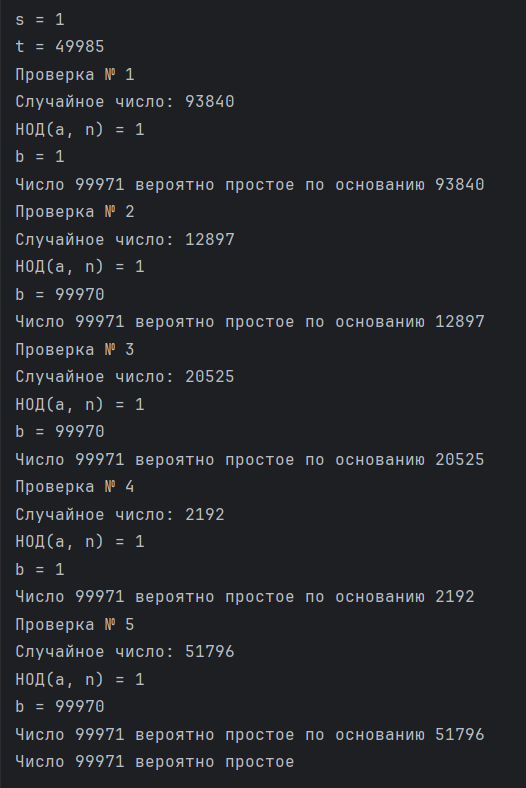 s = 1
t = 49985
Проверка № 1
Случайное число: 93840
НОД(a, n) = 1
b = 1
Число 99971 вероятно простое по основанию 93840
Проверка № 2
Случайное число: 12897
НОД(a, n) = 1
b = 99970
Число 99971 вероятно простое по основанию 12897
Проверка № 3
Случайное число: 20525
НОД(a, n) = 1
b = 99970
Число 99971 вероятно простое по основанию 20525
Проверка № 4
Случайное число: 2192
НОД(a, n) = 1
b = 1
Число 99971 вероятно простое по основанию 2192
Проверка № 5
Случайное число: 51796
НОД(a, n) = 1
b = 99970
Число 99971 вероятно простое по основанию 51796
Число 99971 вероятно простое